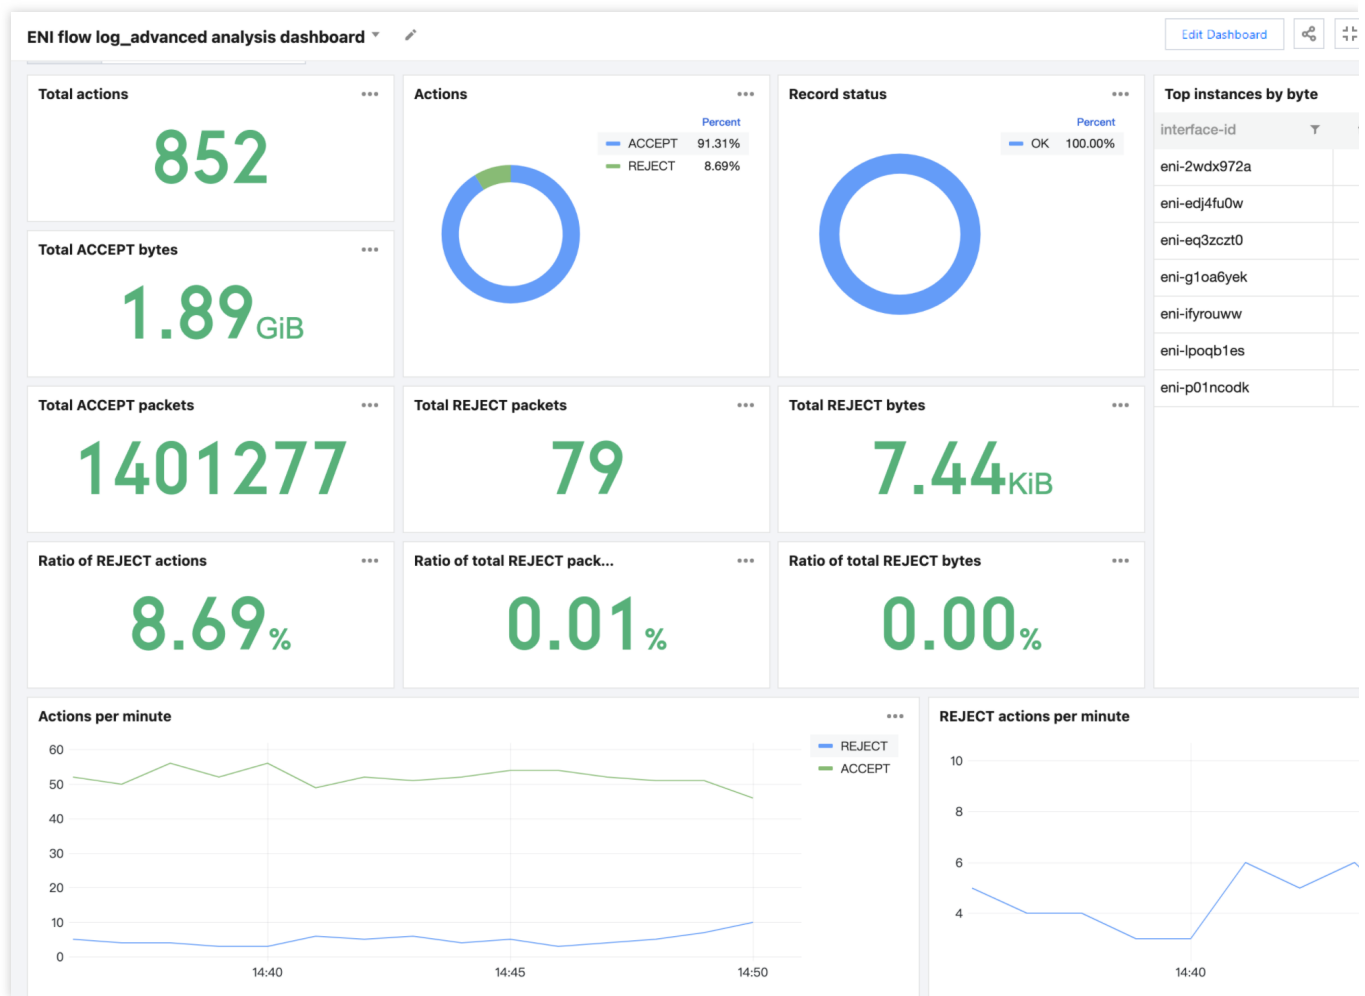 ENI flow log_advanced analysis dashboard
Edit Dashboard
Total actions
852
Actions
Percent
ACCEPT 91.31%
REJECT 8.69%
Record status
Percent
OK 100.00%
Top instances by byte
interface-id
eni-2wdx972a
eni-edj4fu0w
eni-eq3zczt0
eni-g1oa6yek
eni-ifyrouww
eni-lpoqb1es
eni-p01ncodk
Total ACCEPT bytes
1.89GiB
Total ACCEPT packets
1401277
Total REJECT packets
79
Total REJECT bytes
7.44KiB
Ratio of REJECT actions
8.69%
Ratio of total REJECT pack...
0.01%
Ratio of total REJECT bytes
0.00%
Actions per minute
REJECT
ACCEPT
60
50
40
30
20
10
0
14:40 14:45 14:50
REJECT actions per minute
10
8
6
4
14:40